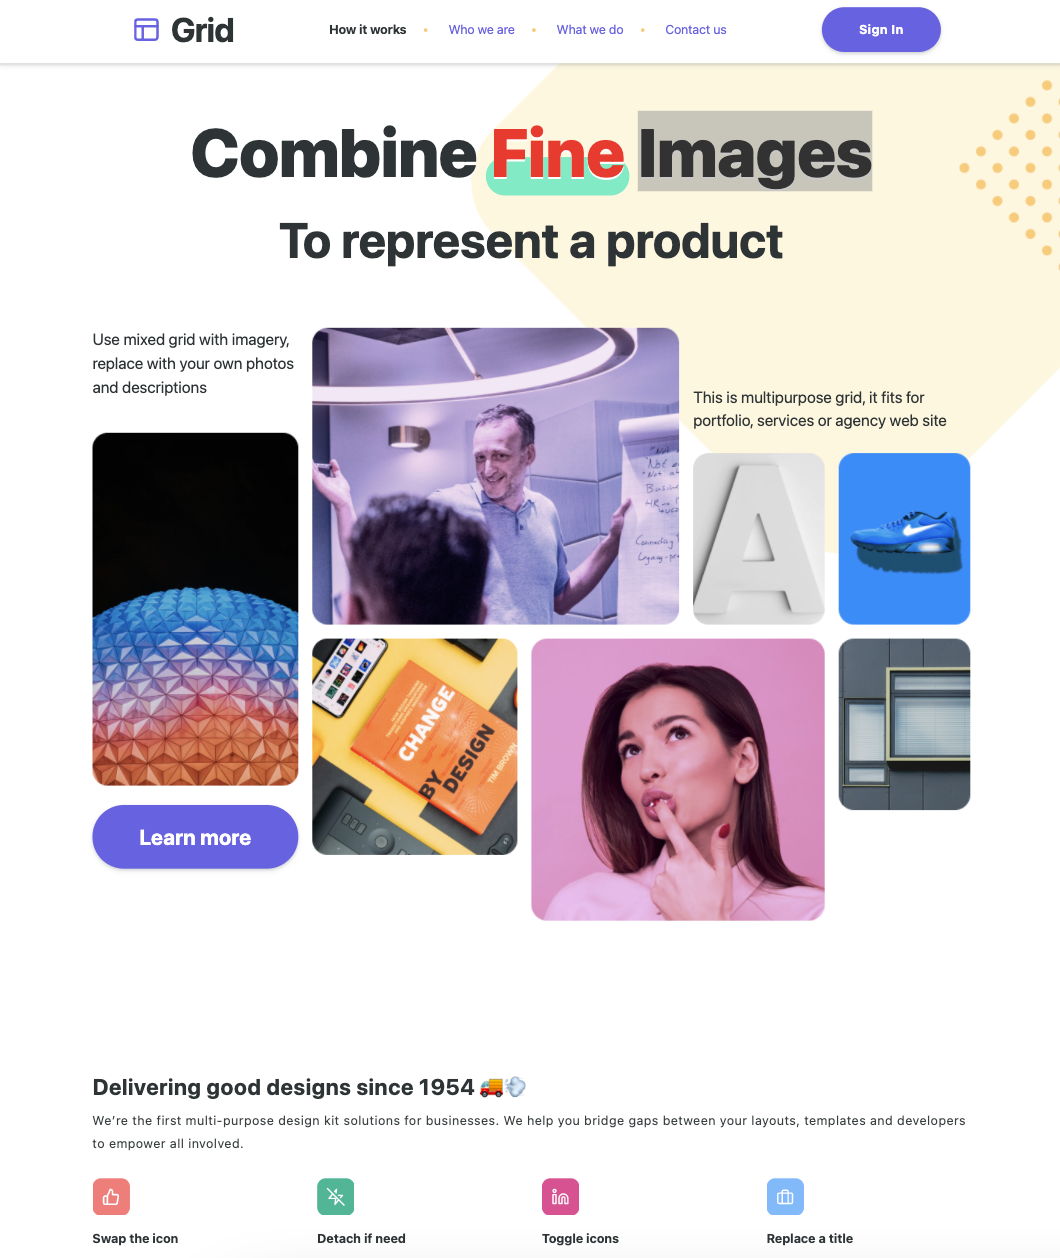 Grid
How it works • Who we are • What we do • Contact us
Sign In
Combine Fine Images
To represent a product
Use mixed grid with imagery,
replace with your own photos
and descriptions
This is multipurpose grid, it fits for
portfolio, services or agency web site
A
CHANGE
BY
DESIGN
TIM BROWN
Learn more
Delivering good designs since 1954 🚚💨
We’re the first multi-purpose design kit solutions for businesses. We help you bridge gaps between your layouts, templates and developers
to empower all involved.
Swap the icon
Detach if need
Toggle icons
Replace a title